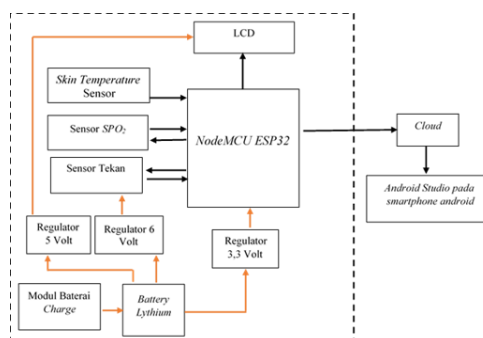 LCD
Skin Temperature
Sensor
Sensor SPO₂
NodeMCU ESP32
Cloud
Sensor Tekan
Android Studio pada
smartphone android
Regulator
5 Volt
Regulator 6
Volt
Regulator
3,3 Volt
Modul Baterai
Charge
Battery
Lythium